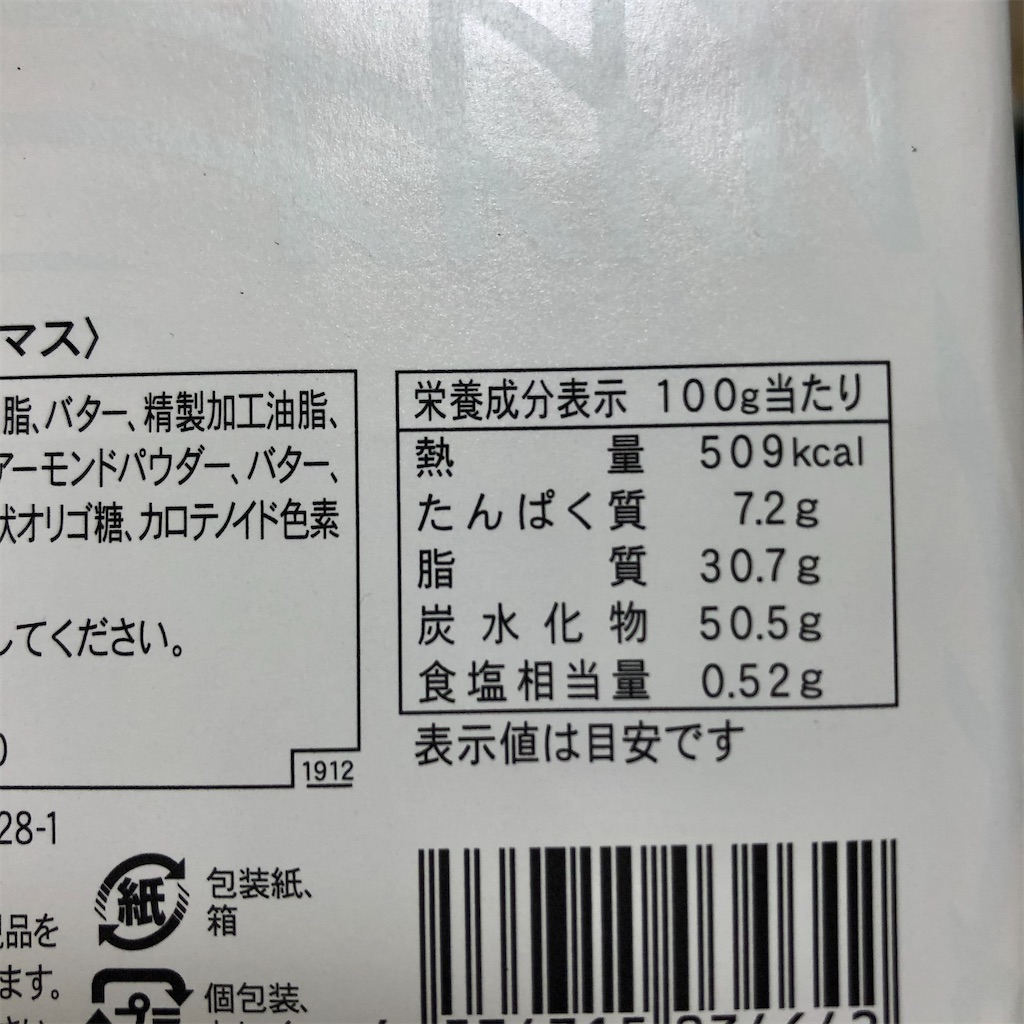 マス〉
脂、バター、精製加工油脂、
アーモンドパウダー、バター、
状オリゴ糖、カロテノイド色素
してください。
1912
28-1
栄養成分表示 100g当たり
熱量 509kcal
たんぱく質 7.2g
脂質 30.7g
炭水化物 50.5g
食塩相当量 0.52g
表示値は目安です
紙
包装紙、
箱
品を
ます。
プラ
個包装、